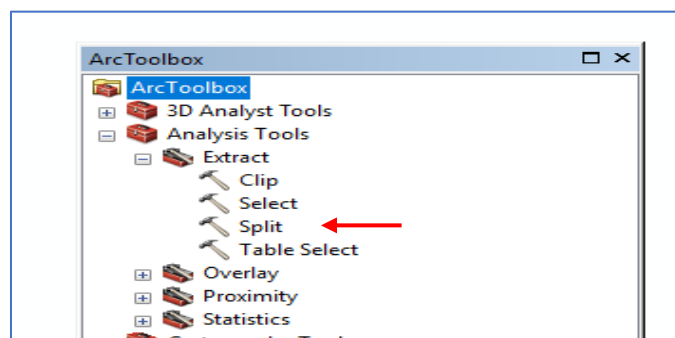 ArcToolbox
ArcToolbox
3D Analyst Tools
Analysis Tools
Extract
Clip
Select
Split
Table Select
Overlay
Proximity
Statistics